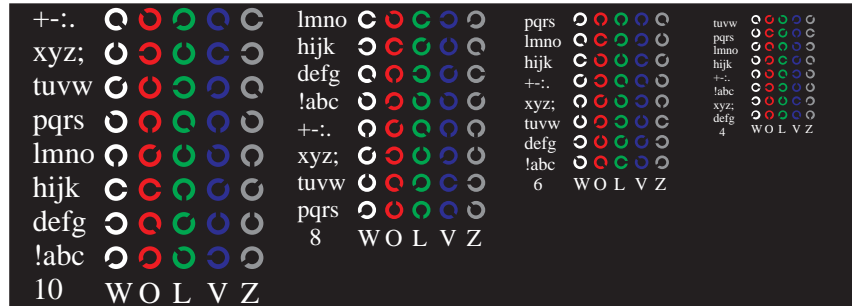 +-:.
xyz;
tuvw
pqrs
lmno
hijk
defg
!abc
10 W O L V Z
lmno
hijk
defg
!abc
+-:.
xyz;
tuvw
pqrs
8 W O L V Z
pqrs
lmno
hijk
+-:.
xyz;
tuvw
defg
!abc
6 W O L V Z
tuvw
pqrs
lmno
hijk
+-:.
!abc
xyz;
defg
4 W O L V Z